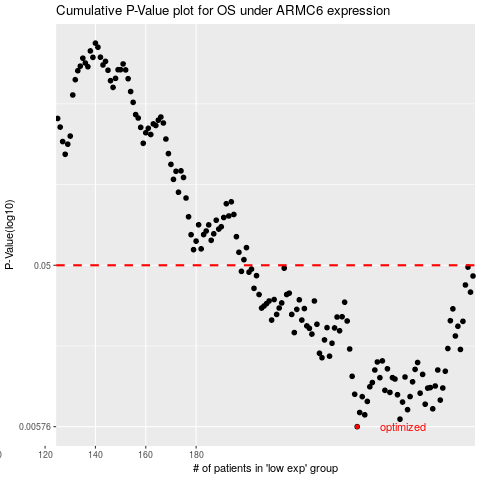 Cumulative P-Value plot for OS under ARMC6 expression
P-Value(log10)
0.05
0.00576
optimized
0 120 140 160 180
# of patients in 'low exp' group